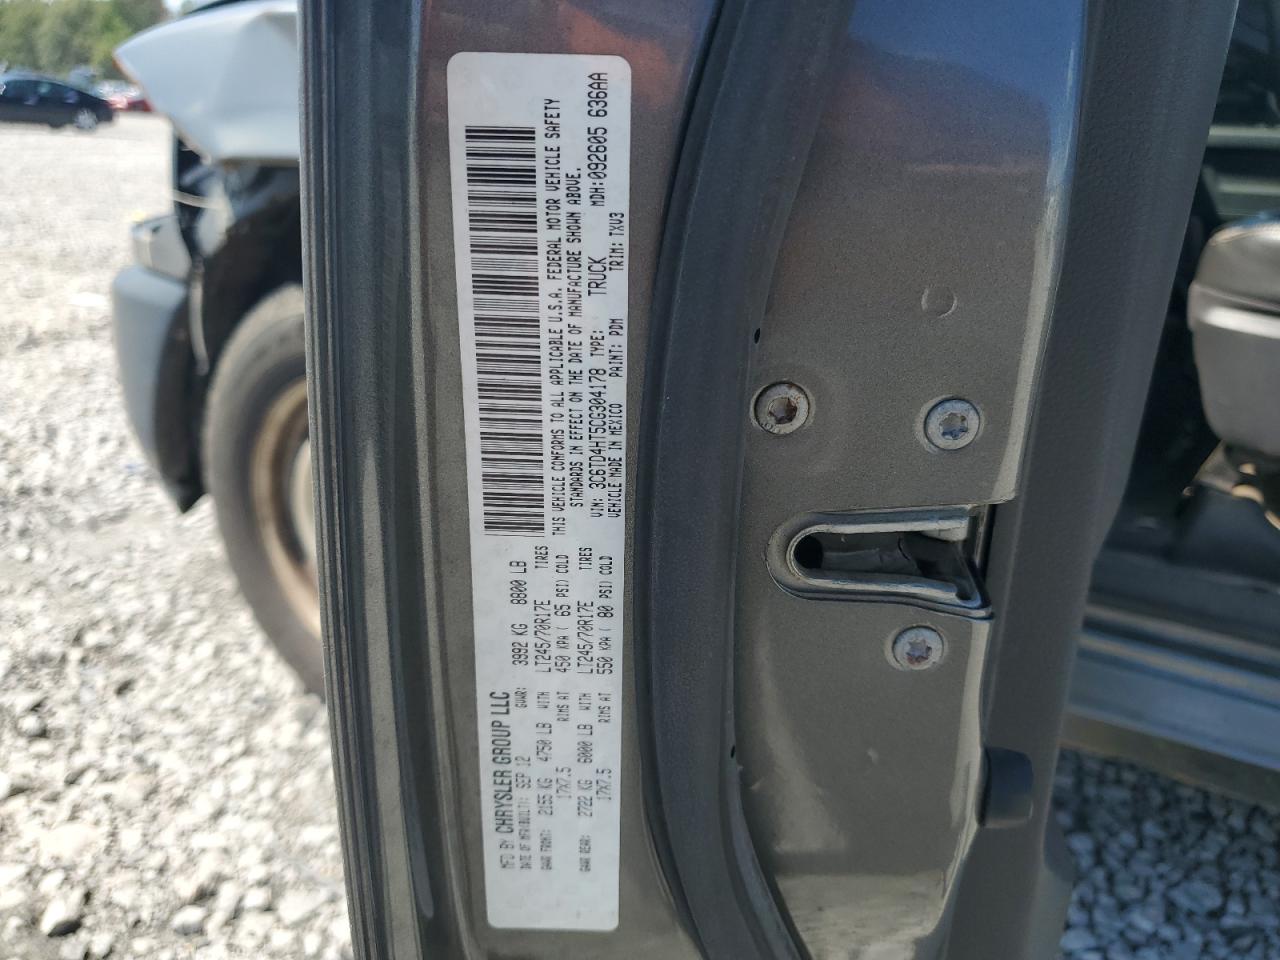 MFD BY CHRYSLER GROUP LLC
DATE OF MFR(BUILT): SEP 12 GVWR: 3992 KG 8800 LB
GAWR FRONT: 2155 KG 4750 LB WITH LT245/70R17E TIRES
17X7.5 RIMS AT 450 KPA ( 65 PSI) COLD
GAWR REAR: 2722 KG 6000 LB WITH LT245/70R17E TIRES
17X7.5 RIMS AT 550 KPA ( 80 PSI) COLD
THIS VEHICLE CONFORMS TO ALL APPLICABLE U.S.A. FEDERAL MOTOR VEHICLE SAFETY
STANDARDS IN EFFECT ON THE DATE OF MANUFACTURE SHOWN ABOVE.
VIN: 3C6TD4HT5CG304178 TYPE: TRUCK MDH:092605 636AA
VEHICLE MADE IN MEXICO PAINT: PDM TRIM: TXV3